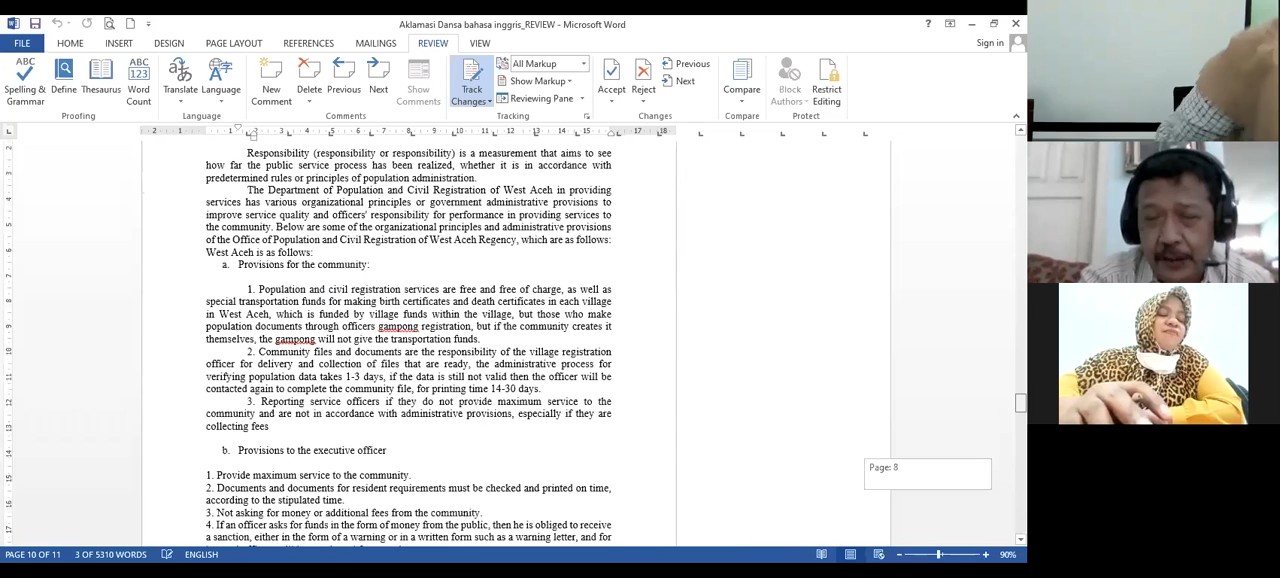 Aklamasi Dansa bahasa inggris_REVIEW - Microsoft Word
FILE HOME INSERT DESIGN PAGE LAYOUT REFERENCES MAILINGS REVIEW VIEW Sign in
Spelling & Grammar
Define
Thesaurus
Word Count
Translate
Language
New Comment
Delete
Previous
Next
Show Comments
Track Changes
All Markup
Show Markup
Reviewing Pane
Accept
Reject
Previous
Next
Compare
Block Authors
Restrict Editing
Proofing Language Comments Tracking Changes Compare Protect
Responsibility (responsibility or responsibility) is a measurement that aims to see
how far the public service process has been realized, whether it is in accordance with
predetermined rules or principles of population administration.
The Department of Population and Civil Registration of West Aceh in providing
services has various organizational principles or government administrative provisions to
improve service quality and officers' responsibility for performance in providing services to
the community. Below are some of the organizational principles and administrative provisions
of the Office of Population and Civil Registration of West Aceh Regency, which are as follows:
West Aceh is as follows:
a. Provisions for the community:
1. Population and civil registration services are free and free of charge, as well as
special transportation funds for making birth certificates and death certificates in each village
in West Aceh, which is funded by village funds within the village, but those who make
population documents through officers gampong registration, but if the community creates it
themselves, the gampong will not give the transportation funds.
2. Community files and documents are the responsibility of the village registration
officer for delivery and collection of files that are ready, the administrative process for
verifying population data takes 1-3 days, if the data is still not valid then the officer will be
contacted again to complete the community file, for printing time 14-30 days.
3. Reporting service officers if they do not provide maximum service to the
community and are not in accordance with administrative provisions, especially if they are
collecting fees
b. Provisions to the executive officer
1. Provide maximum service to the community.
2. Documents and documents for resident requirements must be checked and printed on time,
according to the stipulated time.
3. Not asking for money or additional fees from the community.
4. If an officer asks for funds in the form of money from the public, then he is obliged to receive
a sanction, either in the form of a warning or in a written form such as a warning letter, and for
Page: 8
PAGE 10 OF 11 3 OF 5310 WORDS ENGLISH 90%